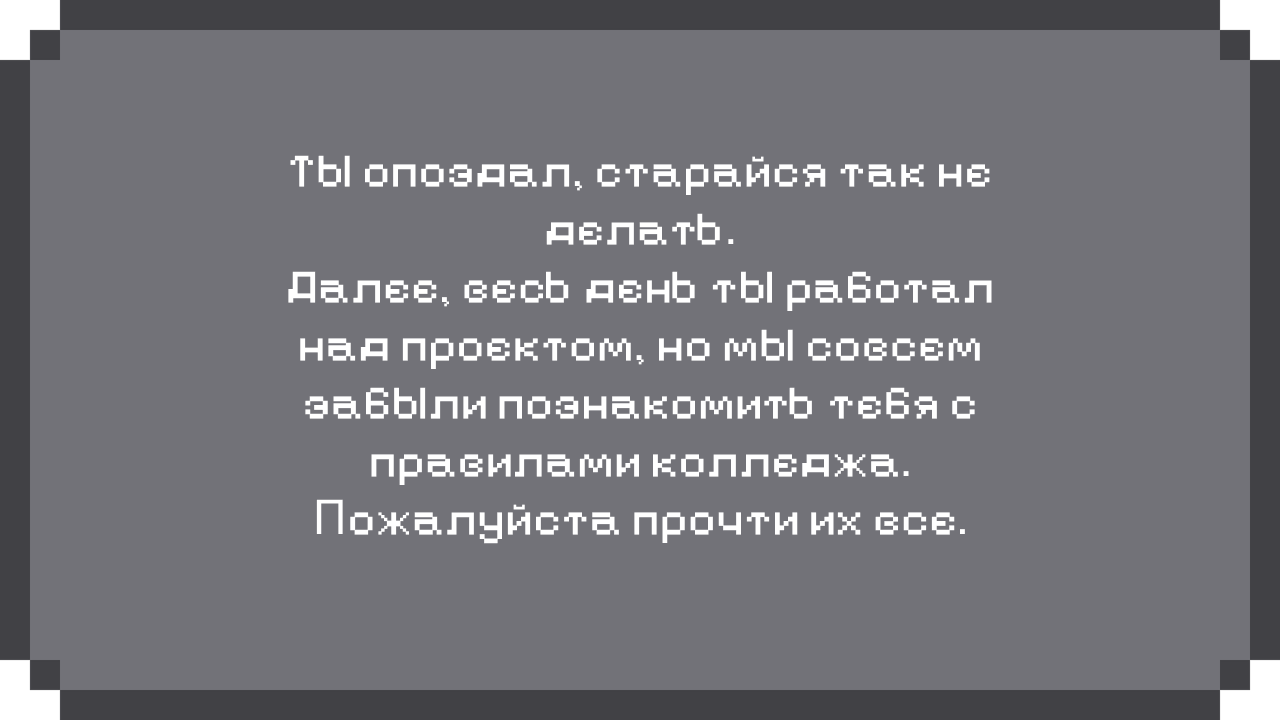 Ты опоздал, старайся так не
делать.
Далее, весь день ты работал
над проектом, но мы совсем
забыли познакомить тебя с
правилами колледжа.
Пожалуйста прочти их все.